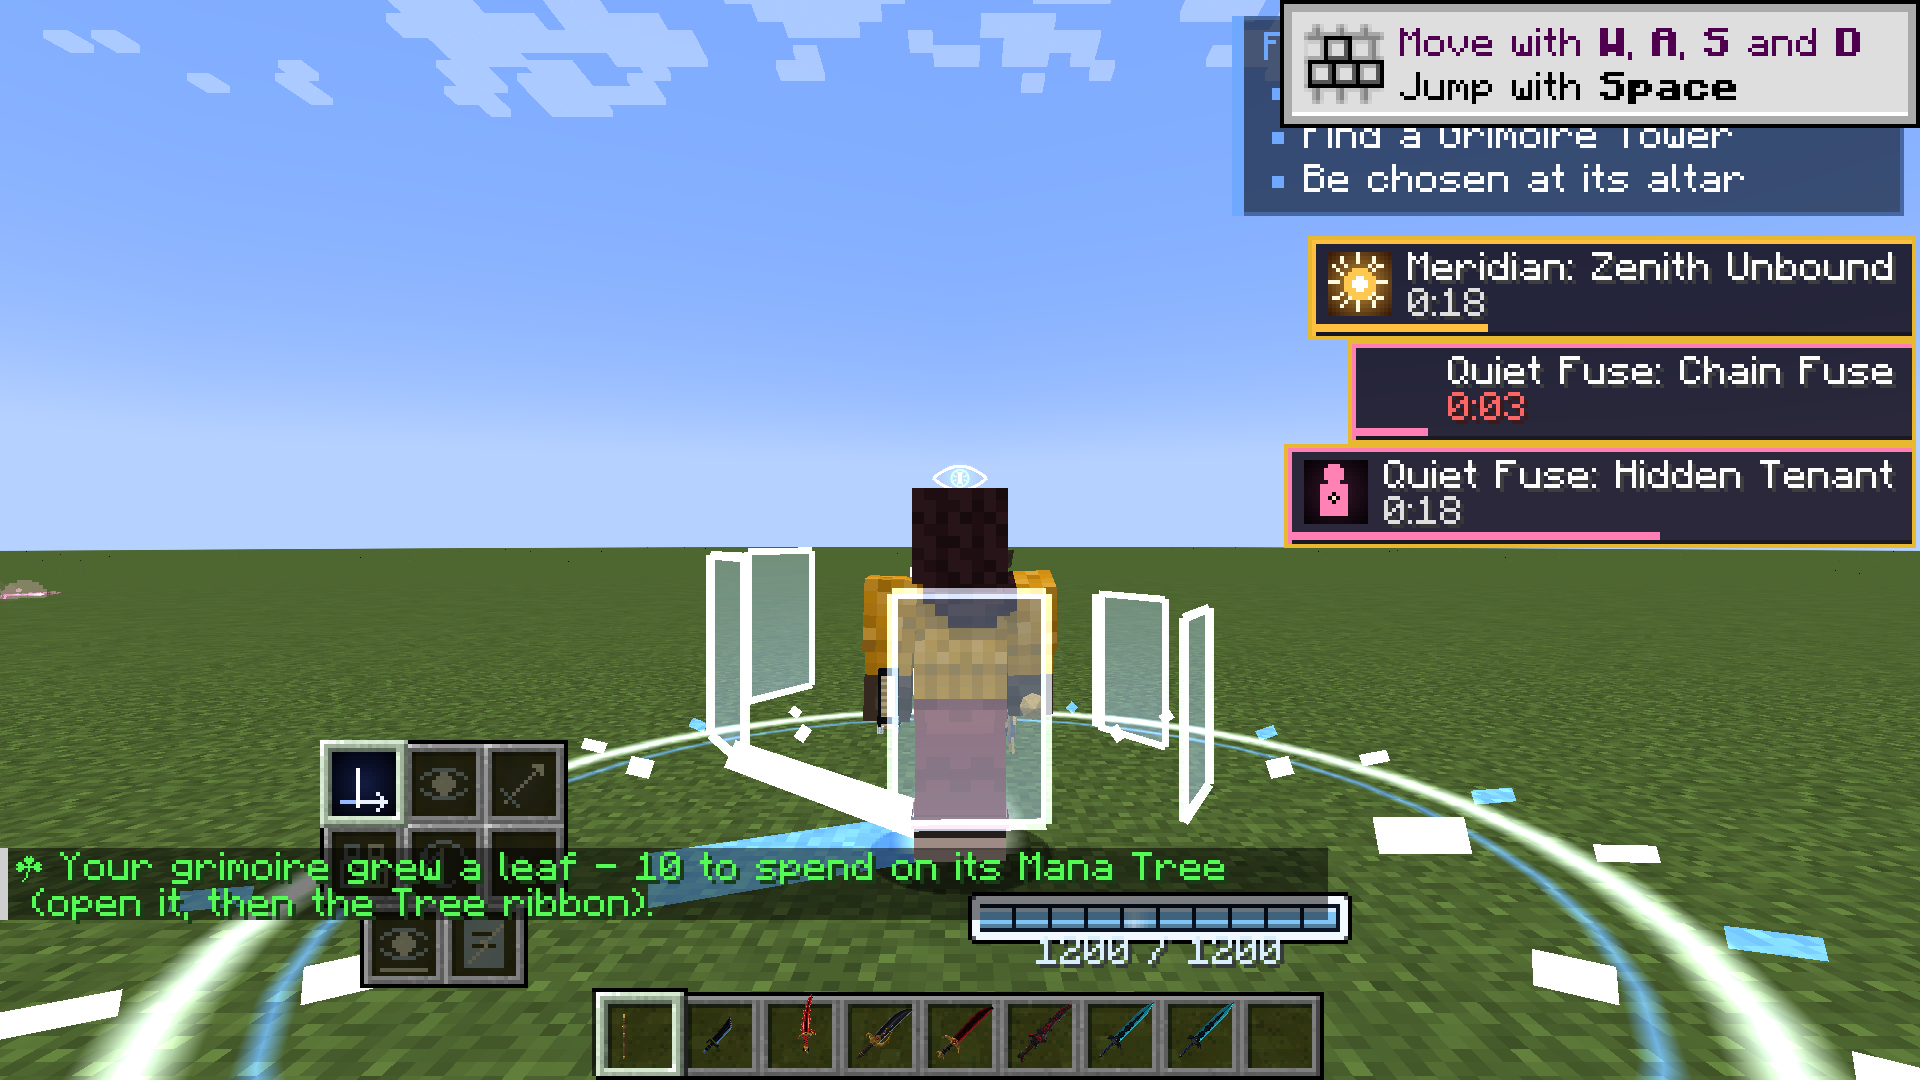 Move with W, A, S and D
Jump with Space
Find a Grimoire Tower
Be chosen at its altar
Meridian: Zenith Unbound
0:18
Quiet Fuse: Chain Fuse
0:03
Quiet Fuse: Hidden Tenant
0:18
Your grimoire grew a leaf - 10 to spend on its Mana Tree
(open it, then the Tree ribbon).
1200 / 1200